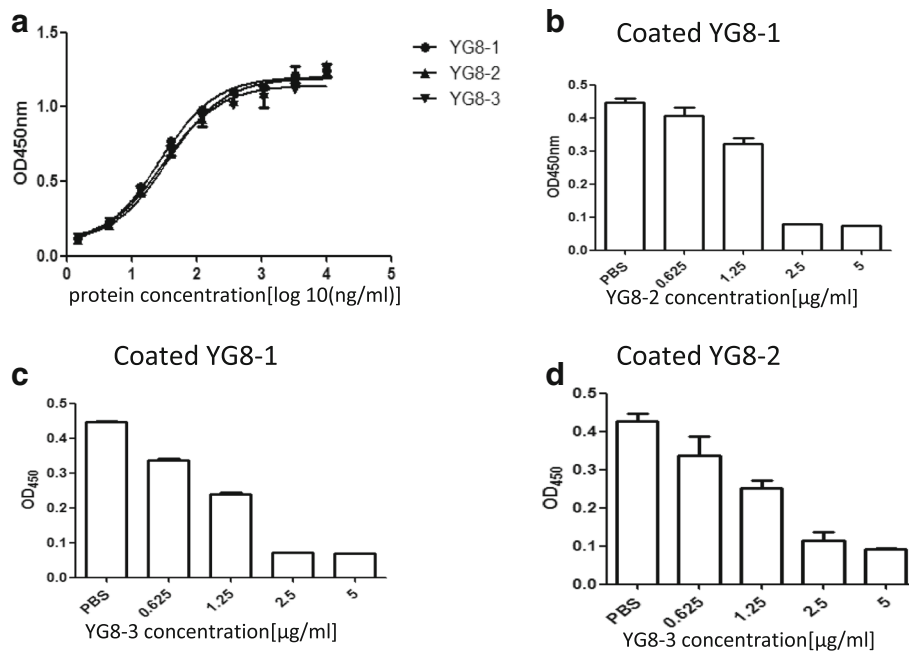 a
1.5
1.0
0.5
0.0
OD450nm
0 1 2 3 4 5
protein concentration[log 10(ng/ml)]
YG8-1
YG8-2
YG8-3
b
Coated YG8-1
0.5
0.4
0.3
0.2
0.1
0.0
OD450nm
PBS 0.625 1.25 2.5 5
YG8-2 concentration[µg/ml]
c
Coated YG8-1
0.5
0.4
0.3
0.2
0.1
0.0
OD450
PBS 0.625 1.25 2.5 5
YG8-3 concentration[µg/ml]
d
Coated YG8-2
0.5
0.4
0.3
0.2
0.1
0.0
OD450
PBS 0.625 1.25 2.5 5
YG8-3 concentration[µg/ml]